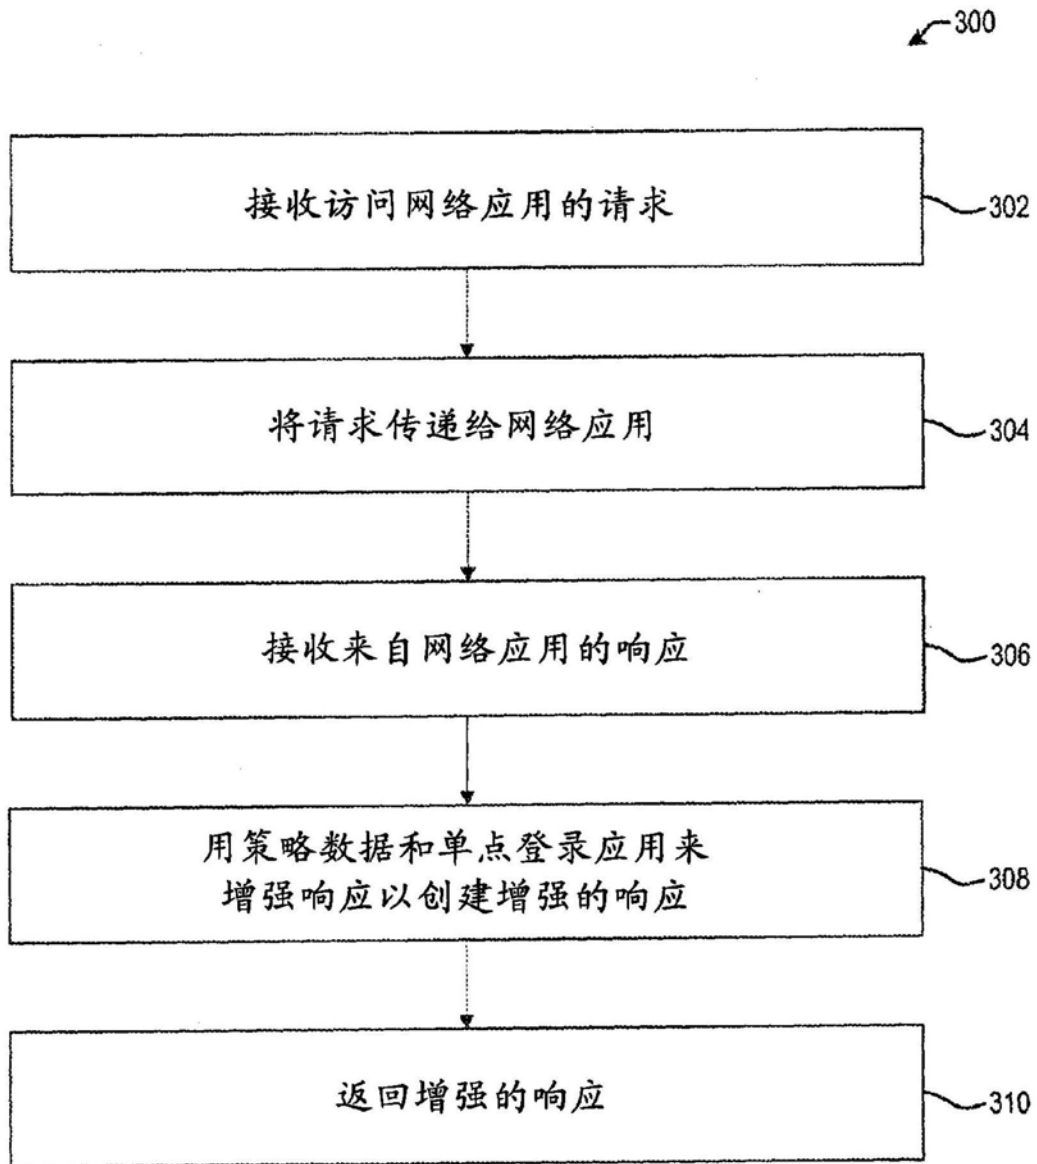 300
接收访问网络应用的请求
302
将请求传递给网络应用
304
接收来自网络应用的响应
306
用策略数据和单点登录应用来
增强响应以创建增强的响应
308
返回增强的响应
310